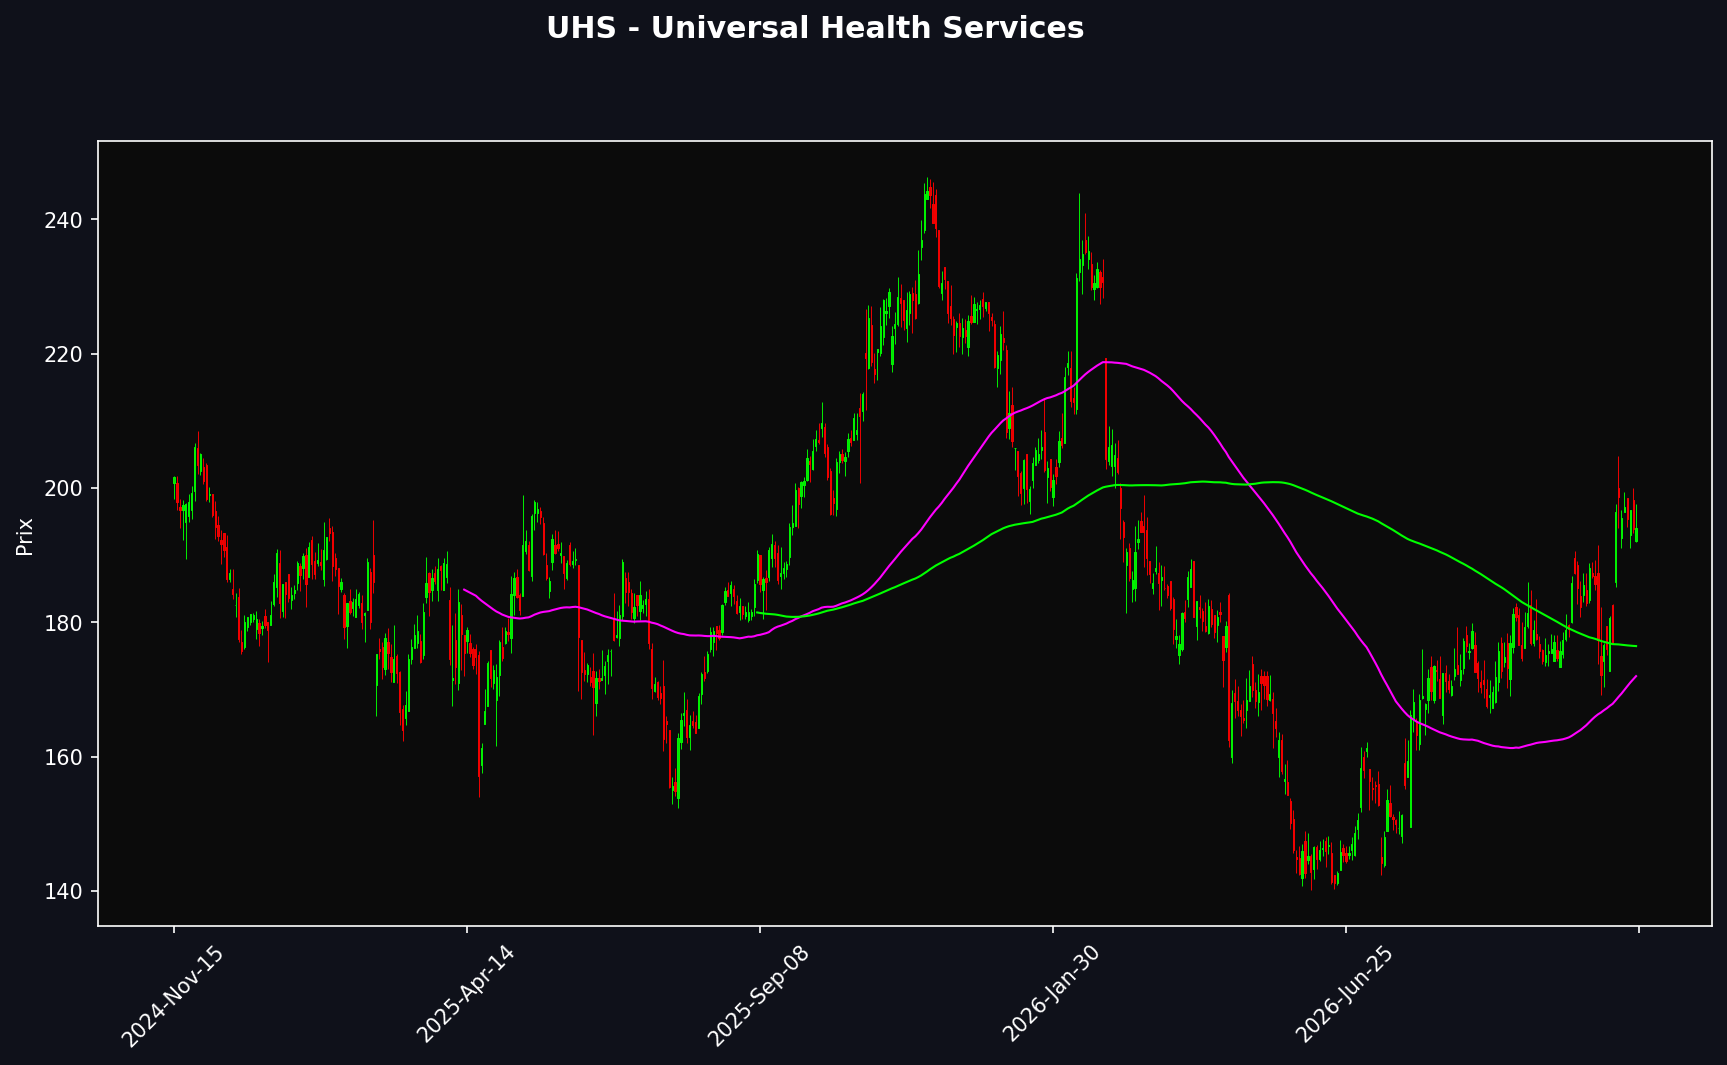 UHS - Universal Health Services
Prix
240
220
200
180
160
140
2024-Nov-15
2025-Apr-14
2025-Sep-08
2026-Jan-30
2026-Jun-25